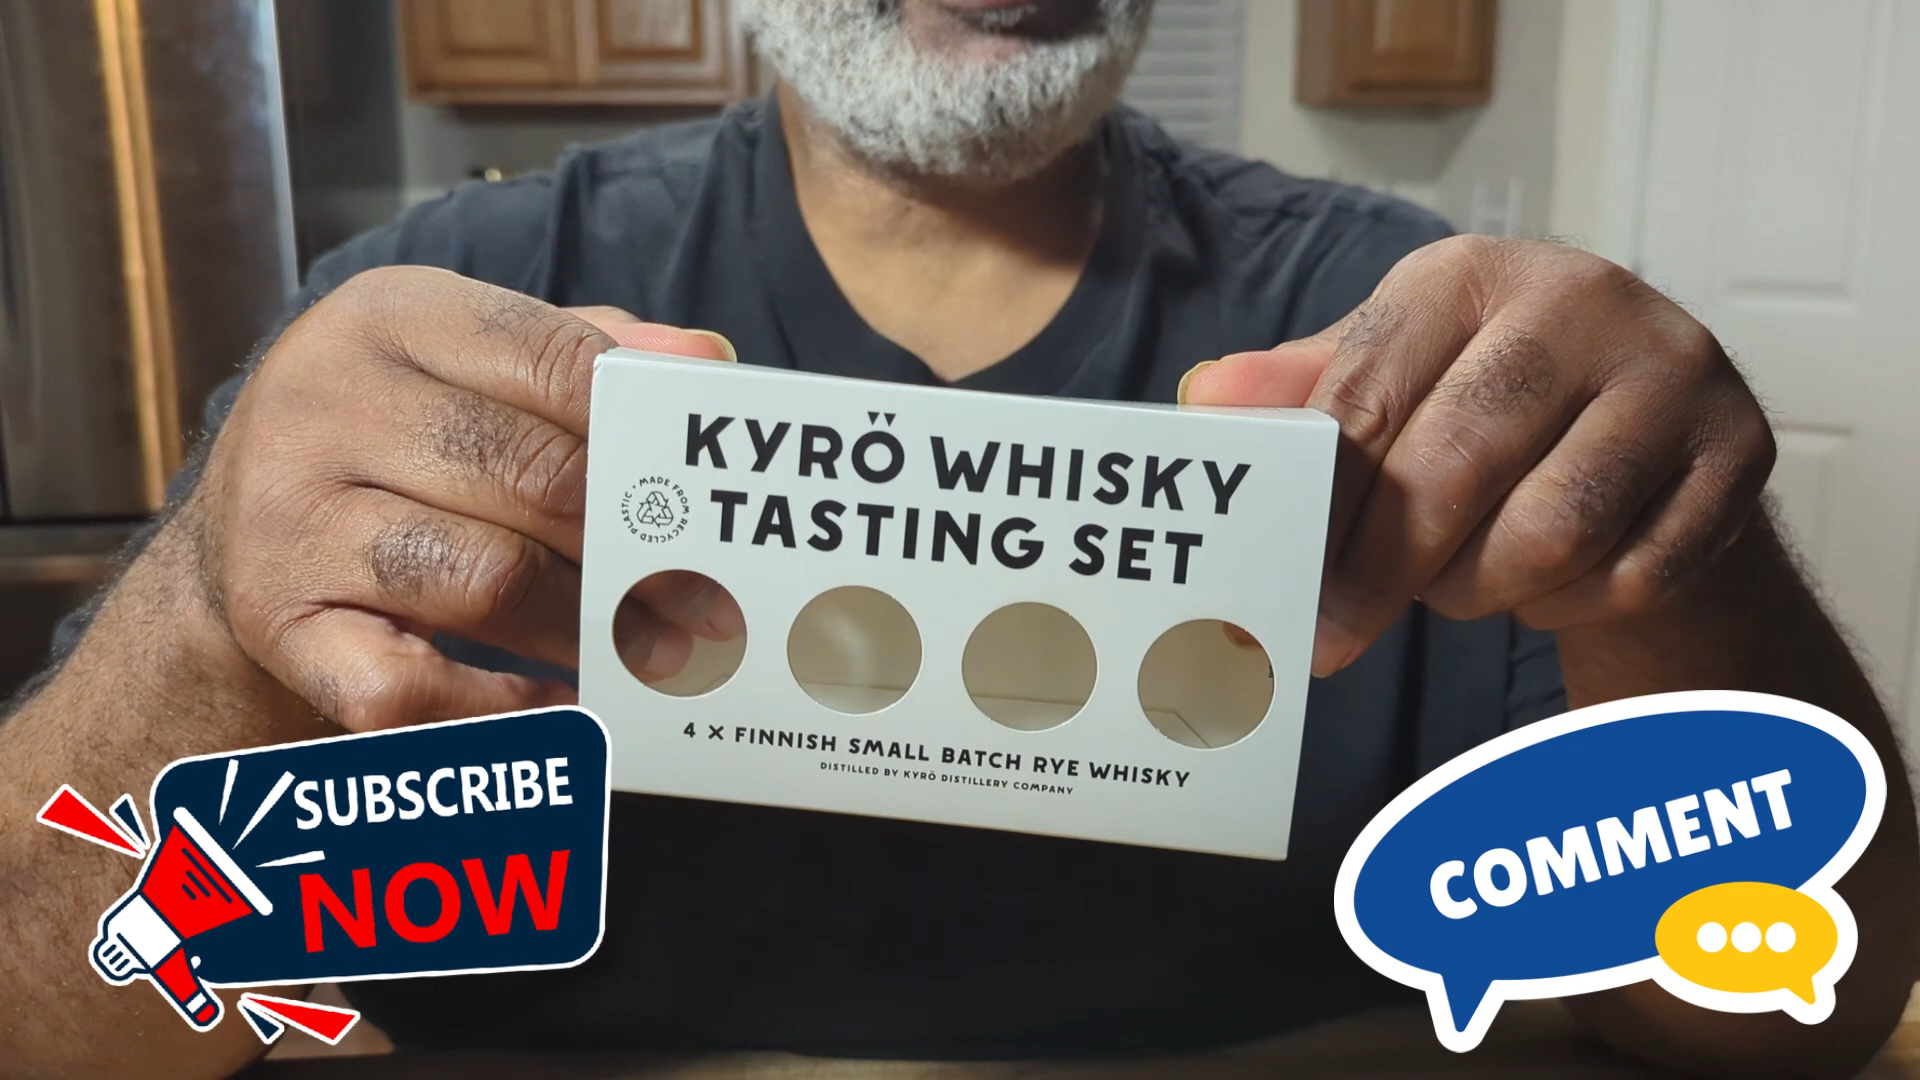 KYRÖ WHISKY
TASTING SET
MADE FROM RECYCLED PLASTIC •
4 × FINNISH SMALL BATCH RYE WHISKY
DISTILLED BY KYRÖ DISTILLERY COMPANY
SUBSCRIBE
NOW
COMMENT